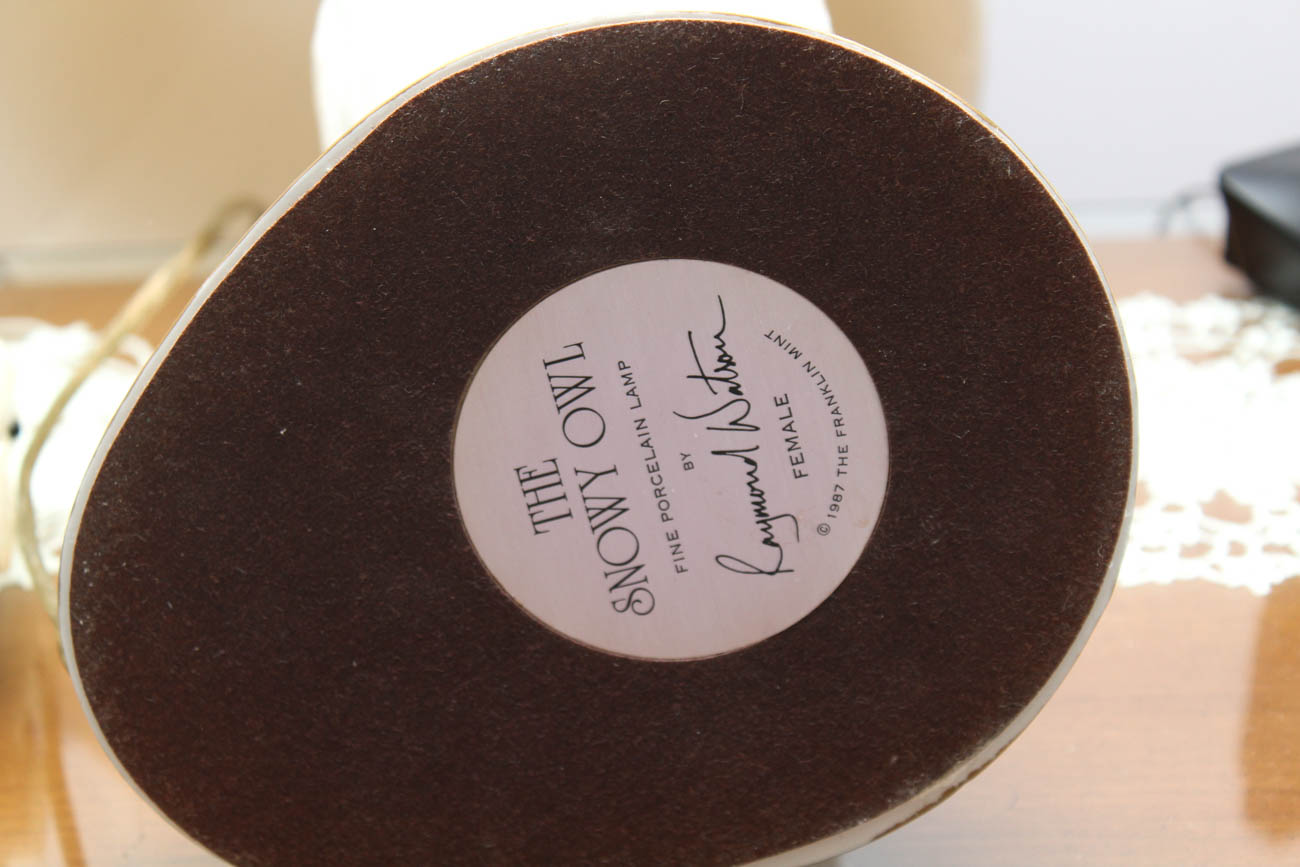 THE
SNOWY OWL
FINE PORCELAIN LAMP
BY
Raymond Watson
FEMALE
© 1987 THE FRANKLIN MINT